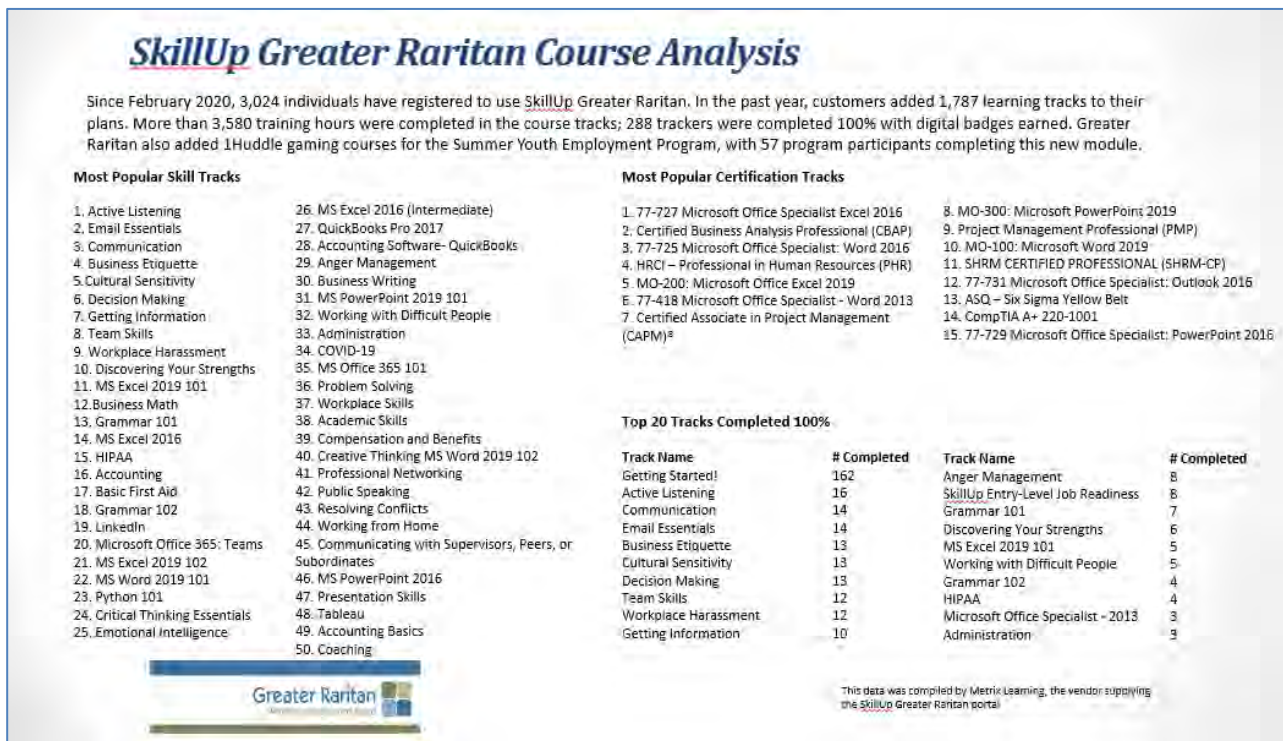 SkillUp Greater Raritan Course Analysis
Since February 2020, 3,024 individuals have registered to use SkillUp Greater Raritan. In the past year, customers added 1,787 learning tracks to their
plans. More than 3,580 training hours were completed in the course tracks; 288 trackers were completed 100% with digital badges earned. Greater
Raritan also added 1Huddle gaming courses for the Summer Youth Employment Program, with 57 program participants completing this new module.
Most Popular Skill Tracks
1. Active Listening
2. Email Essentials
3. Communication
4. Business Etiquette
5.Cultural Sensitivity
6. Decision Making
7. Getting Information
8. Team Skills
9. Workplace Harassment
10. Discovering Your Strengths
11. MS Excel 2019 101
12.Business Math
13. Grammar 101
14. MS Excel 2016
15. HIPAA
16. Accounting
17. Basic First Aid
18. Grammar 102
19. LinkedIn
20. Microsoft Office 365: Teams
21. MS Excel 2019 102
22. MS Word 2019 101
23. Python 101
24. Critical Thinking Essentials
25. Emotional Intelligence
26. MS Excel 2016 (Intermediate)
27. QuickBooks Pro 2017
28. Accounting Software- QuickBooks
29. Anger Management
30. Business Writing
31. MS PowerPoint 2019 101
32. Working with Difficult People
33. Administration
34. COVID-19
35. MS Office 365 101
36. Problem Solving
37. Workplace Skills
38. Academic Skills
39. Compensation and Benefits
40. Creative Thinking MS Word 2019 102
41. Professional Networking
42. Public Speaking
43. Resolving Conflicts
44. Working from Home
45. Communicating with Supervisors, Peers, or
Subordinates
46. MS PowerPoint 2016
47. Presentation Skills
48. Tableau
49. Accounting Basics
50. Coaching
Most Popular Certification Tracks
1. 77-727 Microsoft Office Specialist Excel 2016
2. Certified Business Analysis Professional (CBAP)
3. 77-725 Microsoft Office Specialist: Word 2016
4. HRCI – Professional in Human Resources (PHR)
5. MO-200: Microsoft Office Excel 2019
6. 77-418 Microsoft Office Specialist - Word 2013
7. Certified Associate in Project Management
(CAPM)®
8. MO-300: Microsoft PowerPoint 2019
9. Project Management Professional (PMP)
10. MO-100: Microsoft Word 2019
11. SHRM CERTIFIED PROFESSIONAL (SHRM-CP)
12. 77-731 Microsoft Office Specialist: Outlook 2016
13. ASQ – Six Sigma Yellow Belt
14. CompTIA A+ 220-1001
15. 77-729 Microsoft Office Specialist: PowerPoint 2016
Top 20 Tracks Completed 100%
Track Name # Completed
Getting Started! 162
Active Listening 16
Communication 14
Email Essentials 14
Business Etiquette 13
Cultural Sensitivity 13
Decision Making 13
Team Skills 12
Workplace Harassment 12
Getting Information 10
Track Name # Completed
Anger Management 8
SkillUp Entry-Level Job Readiness 8
Grammar 101 7
Discovering Your Strengths 6
MS Excel 2019 101 5
Working with Difficult People 5
Grammar 102 4
HIPAA 4
Microsoft Office Specialist - 2013 3
Administration 3
Greater Raritan
This data was compiled by Metrix Learning, the vendor supplying
the SkillUp Greater Raritan portal